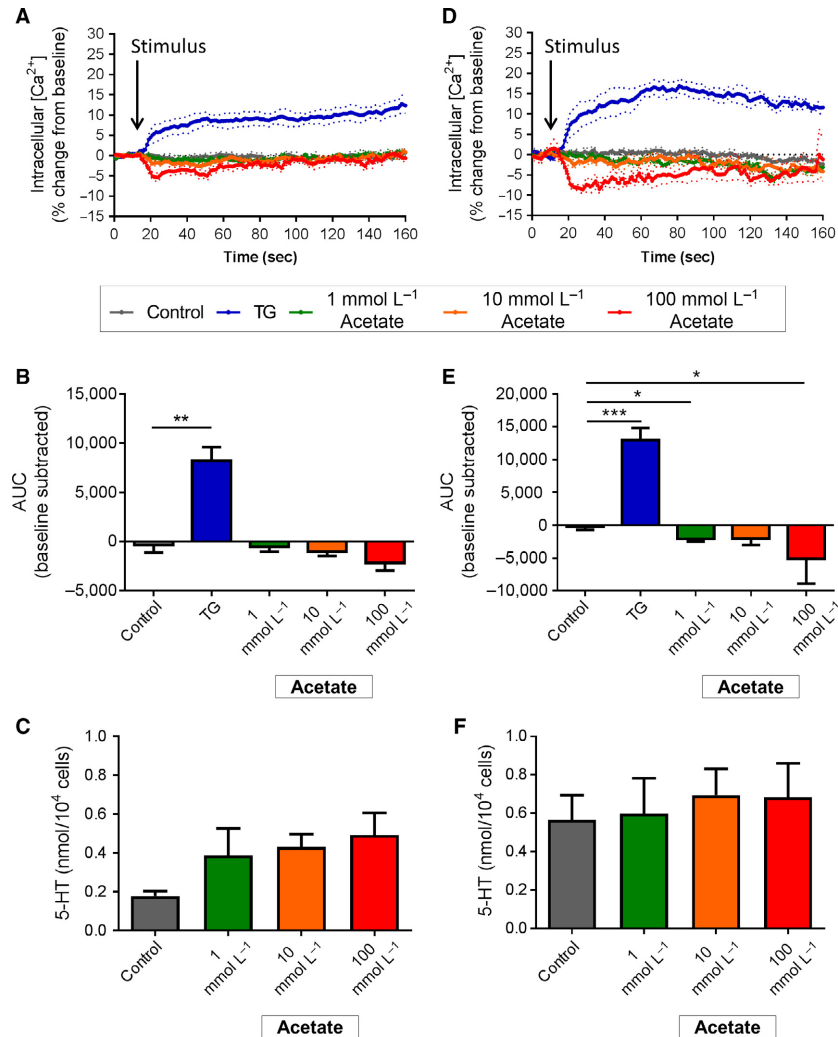 A
Stimulus
Intracellular [Ca²⁺]
(% change from baseline)
30
25
20
15
10
5
0
−5
−10
−15
0 20 40 60 80 100 120 140 160
Time (sec)
D
Stimulus
Intracellular [Ca²⁺]
(% change from baseline)
30
25
20
15
10
5
0
−5
−10
−15
0 20 40 60 80 100 120 140 160
Time (sec)
Control TG 1 mmol L⁻¹ Acetate 10 mmol L⁻¹ Acetate 100 mmol L⁻¹ Acetate
B
AUC
(baseline subtracted)
15,000
10,000
5,000
0
−5,000
**
Control TG 1 mmol L⁻¹ 10 mmol L⁻¹ 100 mmol L⁻¹
Acetate
E
AUC
(baseline subtracted)
20,000
15,000
10,000
5,000
0
−5,000
−10,000
*
*
***
Control TG 1 mmol L⁻¹ 10 mmol L⁻¹ 100 mmol L⁻¹
Acetate
C
5-HT (nmol/10⁴ cells)
1.0
0.8
0.6
0.4
0.2
0.0
Control 1 mmol L⁻¹ 10 mmol L⁻¹ 100 mmol L⁻¹
Acetate
F
5-HT (nmol/10⁴ cells)
1.0
0.8
0.6
0.4
0.2
0.0
Control 1 mmol L⁻¹ 10 mmol L⁻¹ 100 mmol L⁻¹
Acetate